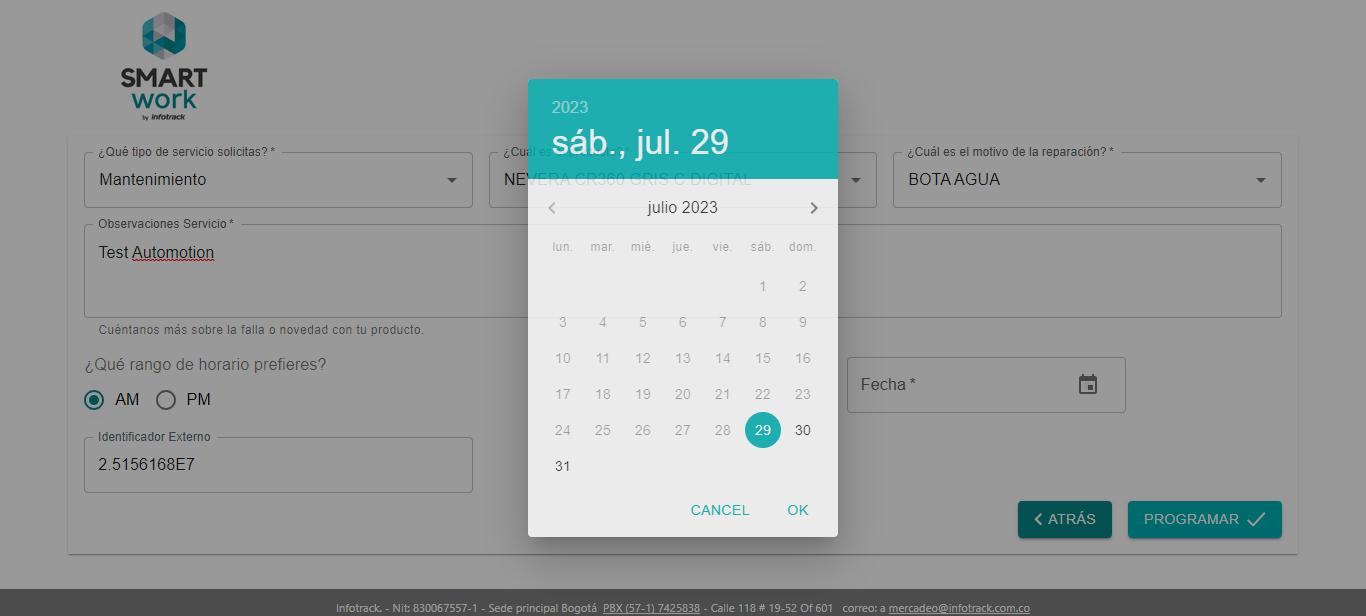 SMART
work
by infotrack
2023
sáb., jul. 29
¿Qué tipo de servicio solicitas? *
Mantenimiento
NEVERA CR360 GRIS C.DIGITAL
¿Cuál es el motivo de la reparación? *
BOTA AGUA
julio 2023
lun. mar. mié. jue. vie. sáb. dom.
1 2
3 4 5 6 7 8 9
10 11 12 13 14 15 16
17 18 19 20 21 22 23
24 25 26 27 28 29 30
31
CANCEL OK
Observaciones Servicio *
Test Automotion
Cuéntanos más sobre la falla o novedad con tu producto.
¿Qué rango de horario prefieres?
AM PM
Fecha *
Identificador Externo
2.5156168E7
ATRÁS PROGRAMAR
Infotrack. - Nit: 830067557-1 - Sede principal Bogotá PBX (57-1) 7425838 - Calle 118 # 19-52 Of 601 correo: a mercadeo@infotrack.com.co